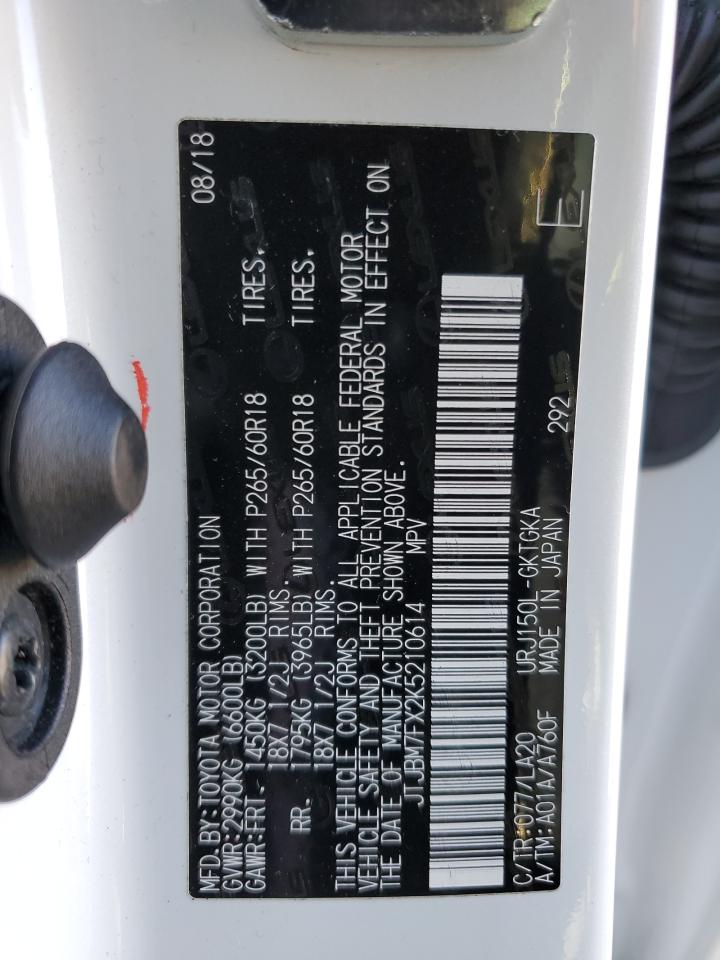 MFD. BY: TOYOTA MOTOR CORPORATION 08/18
GVWR: 2990KG (6600LB)
GAWR: FRT. 1450KG (3200LB) WITH P265/60R18 TIRES,
18X7 1/2J RIMS.
RR. 1795KG (3965LB) WITH P265/60R18 TIRES,
18X7 1/2J RIMS.
THIS VEHICLE CONFORMS TO ALL APPLICABLE FEDERAL MOTOR
VEHICLE SAFETY AND THEFT PREVENTION STANDARDS IN EFFECT ON
THE DATE OF MANUFACTURE SHOWN ABOVE.
JTJBM7FX2K5210614 MPV
C/TR: 077/LA20 URJ150L-GKTGKA 292 E
A/TM: A01A/A760F MADE IN JAPAN